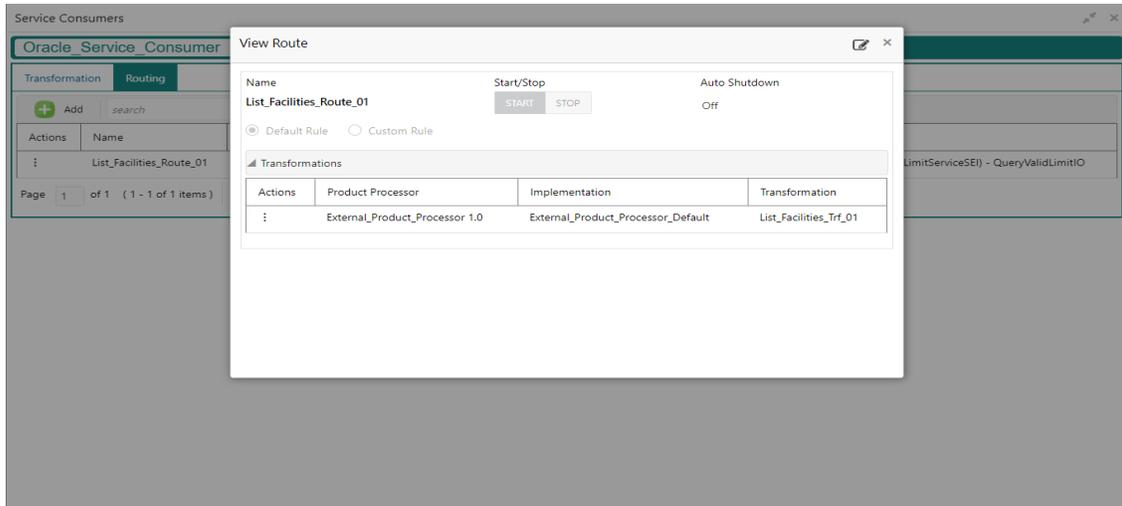 Service Consumers
Oracle_Service_Consumer
Transformation Routing
Add search
Actions Name
List_Facilities_Route_01
LimitServiceSEI) - QueryValidLimitIO
Page 1 of 1 ( 1 - 1 of 1 items )
View Route
Name Start/Stop Auto Shutdown
List_Facilities_Route_01 START STOP Off
Default Rule Custom Rule
Transformations
Actions Product Processor Implementation Transformation
External_Product_Processor 1.0 External_Product_Processor_Default List_Facilities_Trf_01